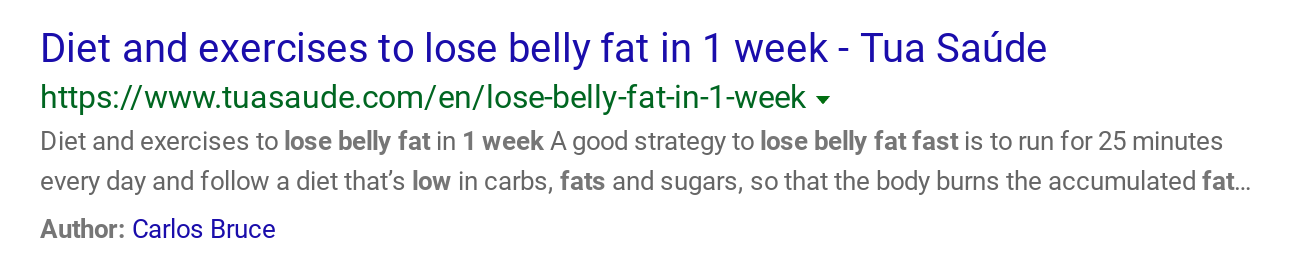 Diet and exercises to lose belly fat in 1 week - Tua Saúde
https://www.tuasaude.com/en/lose-belly-fat-in-1-week
Diet and exercises to lose belly fat in 1 week A good strategy to lose belly fat fast is to run for 25 minutes
every day and follow a diet that’s low in carbs, fats and sugars, so that the body burns the accumulated fat...
Author: Carlos Bruce